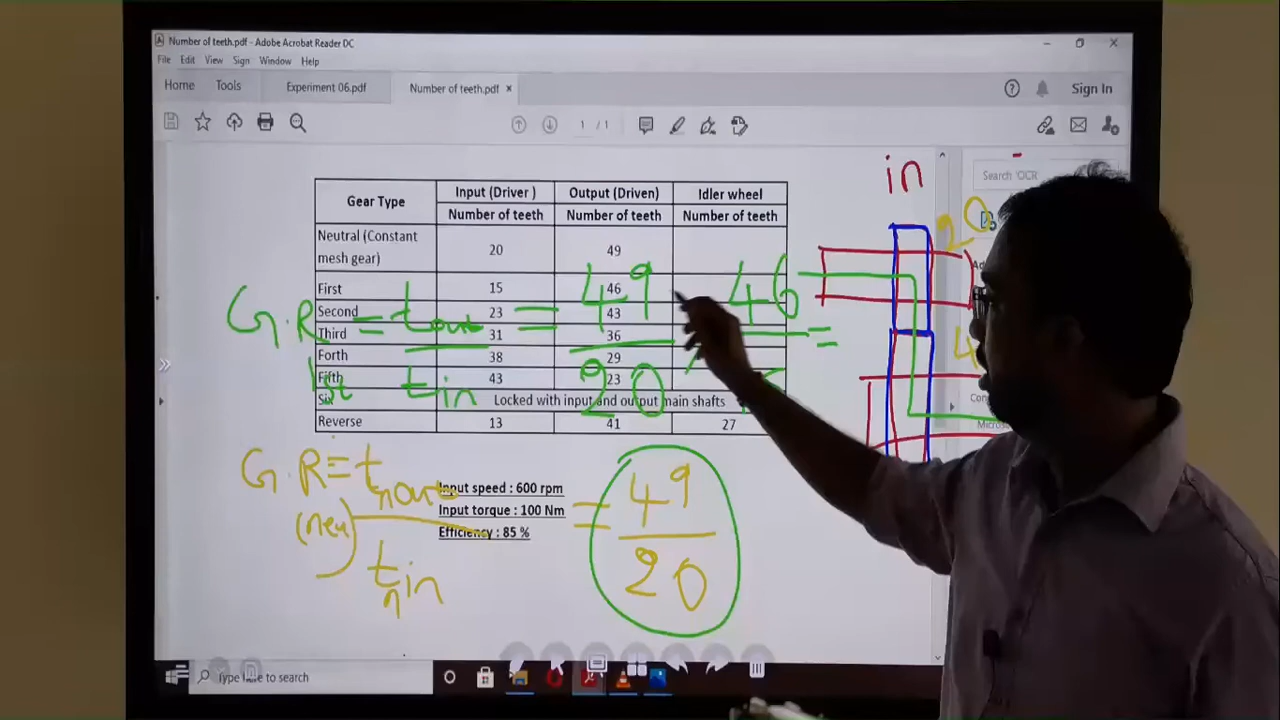 Number of teeth.pdf - Adobe Acrobat Reader DC
File Edit View Sign Window Help
Home Tools Experiment 06.pdf Number of teeth.pdf × Sign In
1 / 1
Search 'OCR
in
20
Gear Type Input (Driver ) Output (Driven) Idler wheel
Number of teeth Number of teeth Number of teeth
Neutral (Constant mesh gear) 20 49
First 15 46
Second 23 43
Third 31 36
Forth 38 29
Fifth 43 23
Six Locked with input and output main shafts
Reverse 13 41 27
G.R = tout = 49 46 =
1st tin 20
G.R = tnout = 49
(neu) tnin 20
Input speed : 600 rpm
Input torque : 100 Nm
Efficiency : 85 %
Type here to search